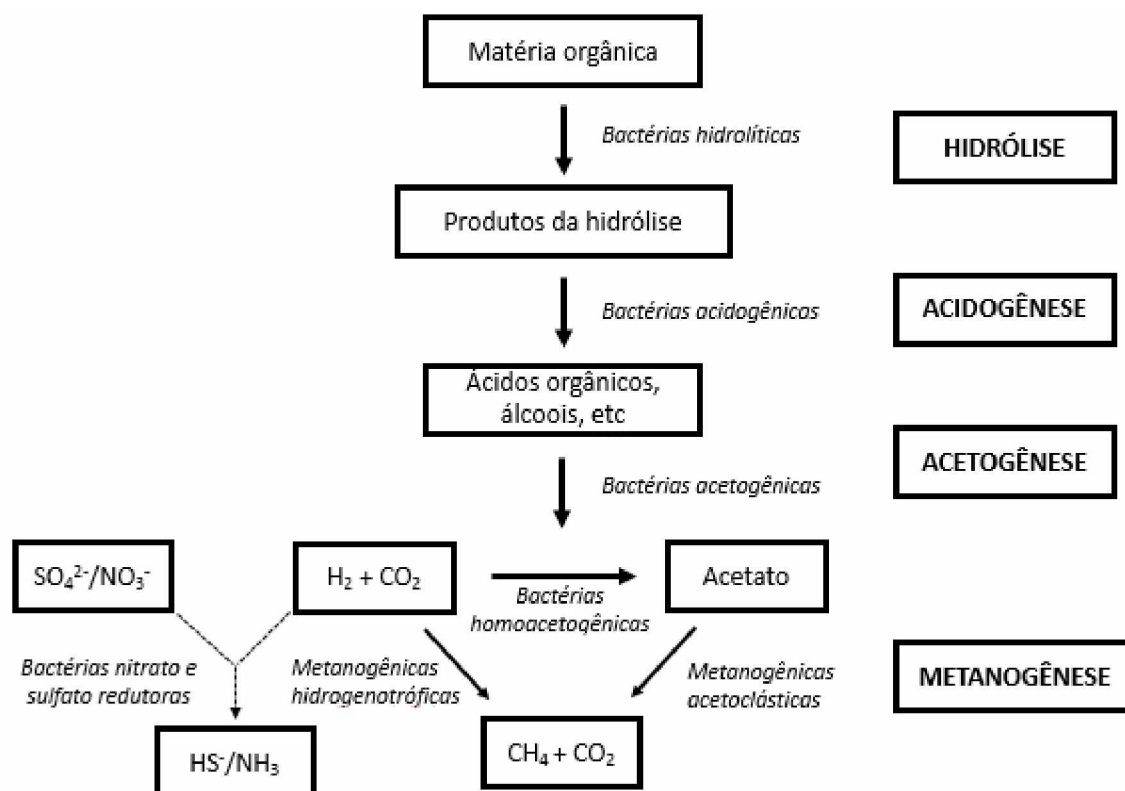 Matéria orgânica
Bactérias hidrolíticas
HIDRÓLISE
Produtos da hidrólise
Bactérias acidogênicas
ACIDOGÊNESE
Ácidos orgânicos,
álcoois, etc
Bactérias acetogênicas
ACETOGÊNESE
SO₄²⁻/NO₃⁻
H₂ + CO₂
Acetato
Bactérias
homoacetogênicas
Bactérias nitrato e
sulfato redutoras
Metanogênicas
hidrogenotróficas
Metanogênicas
acetoclásticas
METANOGÊNESE
HS⁻/NH₃
CH₄ + CO₂